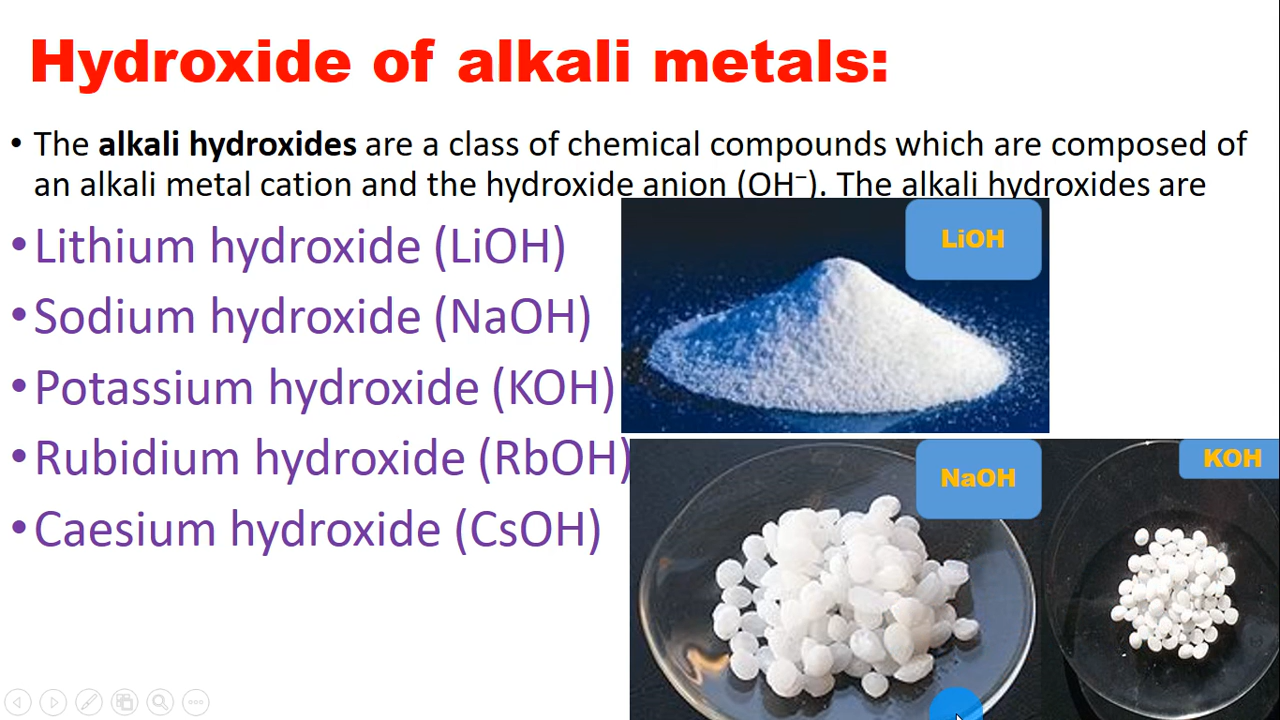 Hydroxide of alkali metals:
• The alkali hydroxides are a class of chemical compounds which are composed of
an alkali metal cation and the hydroxide anion (OH⁻). The alkali hydroxides are
• Lithium hydroxide (LiOH)
• Sodium hydroxide (NaOH)
• Potassium hydroxide (KOH)
• Rubidium hydroxide (RbOH)
• Caesium hydroxide (CsOH)
LiOH
NaOH
KOH